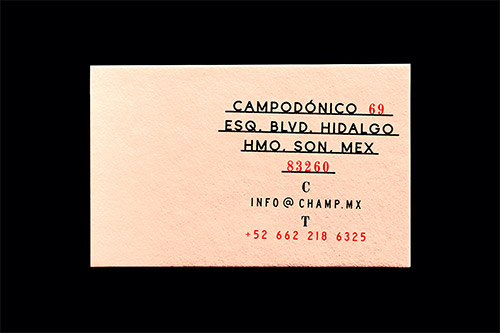 CAMPODÓNICO 69
ESQ. BLVD. HIDALGO
HMO, SON, MEX
83260
C
INFO@CHAMP.MX
T
+52 662 218 6325